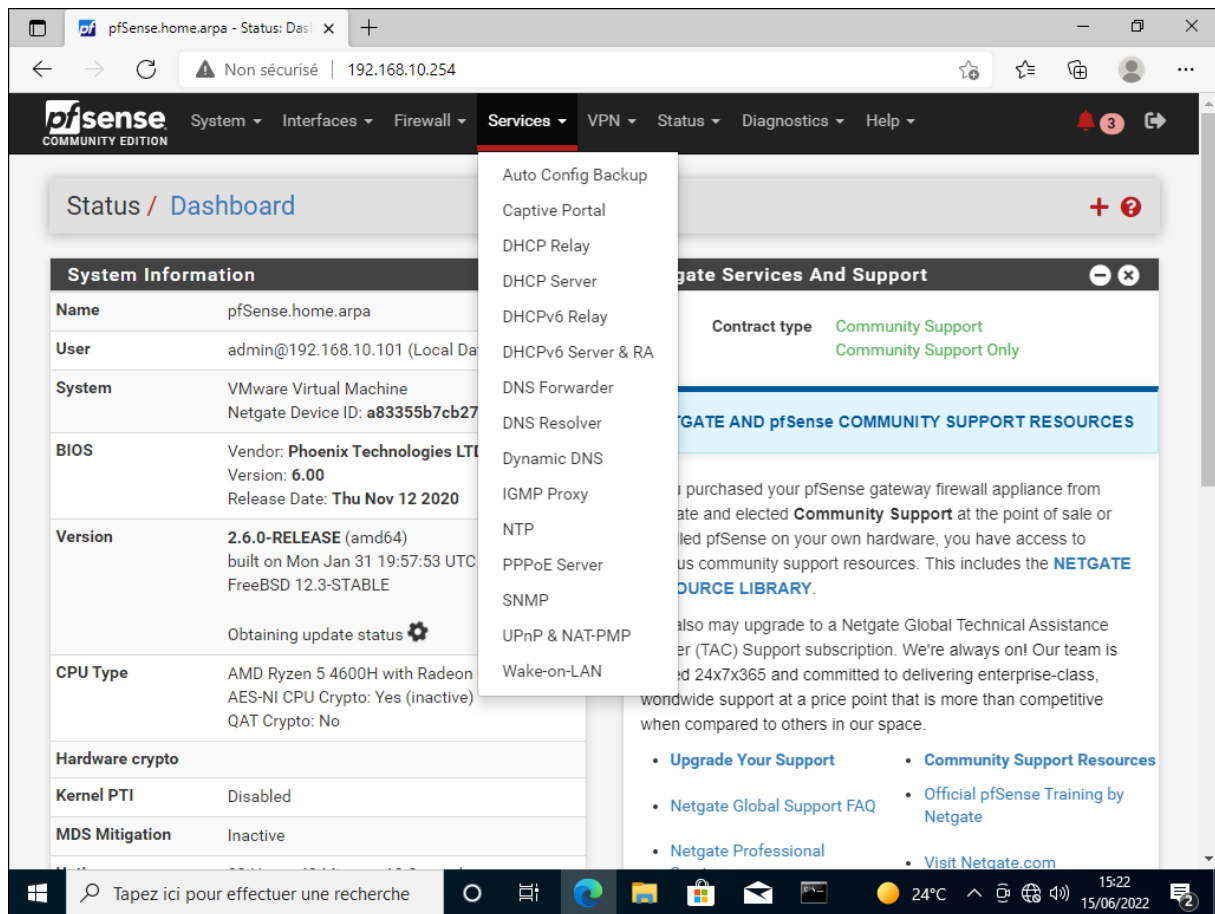 pfSense.home.arpa - Status: Das
Non sécurisé 192.168.10.254
pfsense COMMUNITY EDITION
System Interfaces Firewall Services VPN Status Diagnostics Help 3
Auto Config Backup
Captive Portal
DHCP Relay
DHCP Server
DHCPv6 Relay
DHCPv6 Server & RA
DNS Forwarder
DNS Resolver
Dynamic DNS
IGMP Proxy
NTP
PPPoE Server
SNMP
UPnP & NAT-PMP
Wake-on-LAN
Status / Dashboard
System Information
Name pfSense.home.arpa
User admin@192.168.10.101 (Local Da
System VMware Virtual Machine
Netgate Device ID: a83355b7cb27
BIOS Vendor: Phoenix Technologies LTD
Version: 6.00
Release Date: Thu Nov 12 2020
Version 2.6.0-RELEASE (amd64)
built on Mon Jan 31 19:57:53 UTC
FreeBSD 12.3-STABLE
Obtaining update status
CPU Type AMD Ryzen 5 4600H with Radeon
AES-NI CPU Crypto: Yes (inactive)
QAT Crypto: No
Hardware crypto
Kernel PTI Disabled
MDS Mitigation Inactive
gate Services And Support
Contract type Community Support
Community Support Only
GATE AND pfSense COMMUNITY SUPPORT RESOURCES
purchased your pfSense gateway firewall appliance from
ate and elected Community Support at the point of sale or
led pfSense on your own hardware, you have access to
us community support resources. This includes the NETGATE
OURCE LIBRARY.
also may upgrade to a Netgate Global Technical Assistance
er (TAC) Support subscription. We're always on! Our team is
ed 24x7x365 and committed to delivering enterprise-class,
worldwide support at a price point that is more than competitive
when compared to others in our space.
Upgrade Your Support
Netgate Global Support FAQ
Netgate Professional
Community Support Resources
Official pfSense Training by
Netgate
Visit Netgate.com
Tapez ici pour effectuer une recherche
24°C
15:22
15/06/2022
2